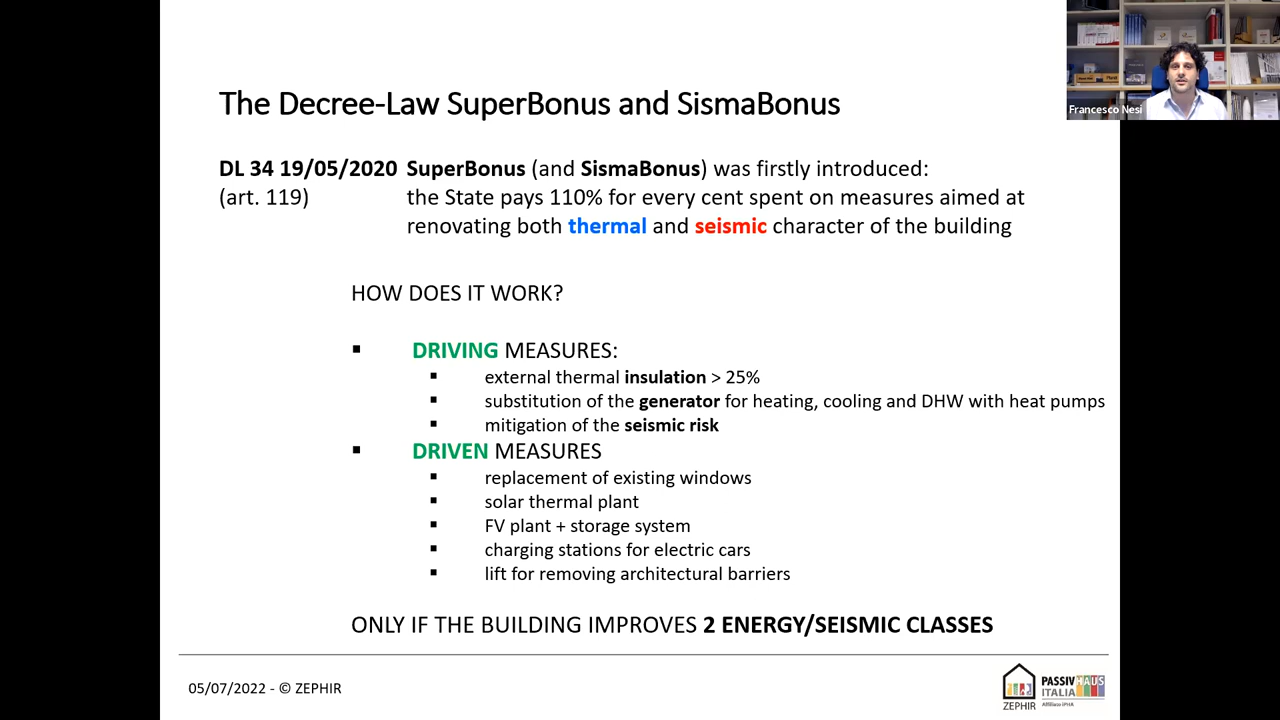 Francesco Nesi
The Decree-Law SuperBonus and SismaBonus
DL 34 19/05/2020 SuperBonus (and SismaBonus) was firstly introduced:
(art. 119) the State pays 110% for every cent spent on measures aimed at
renovating both thermal and seismic character of the building
HOW DOES IT WORK?
▪ DRIVING MEASURES:
▪ external thermal insulation > 25%
▪ substitution of the generator for heating, cooling and DHW with heat pumps
▪ mitigation of the seismic risk
▪ DRIVEN MEASURES
▪ replacement of existing windows
▪ solar thermal plant
▪ FV plant + storage system
▪ charging stations for electric cars
▪ lift for removing architectural barriers
ONLY IF THE BUILDING IMPROVES 2 ENERGY/SEISMIC CLASSES
05/07/2022 - © ZEPHIR
ZEPHIR
PASSIVHAUS
ITALIA
Affiliato iPHA